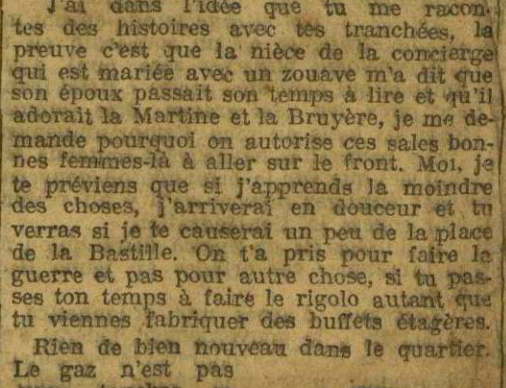 J'ai dans l'idée que tu me racon-
tes des histoires avec tes tranchées, la
preuve c'est que la nièce de la concierge
qui est mariée avec un zouave m'a dit que
son époux passait son temps à lire et qu'il
adorait la Martine et la Bruyère, je me de-
mande pourquoi on autorise ces sales bon-
nes femmes-là à aller sur le front. Moi, je
te préviens que si j'apprends la moindre
des choses, j'arriverai en douceur et tu
verras si je te causerai un peu de la place
de la Bastille. On t'a pris pour faire la
guerre et pas pour autre chose, si tu pas-
ses ton temps à faire le rigolo autant que
tu viennes fabriquer des buffets étagères.
Rien de bien nouveau dans le quartier.
Le gaz n'est pas